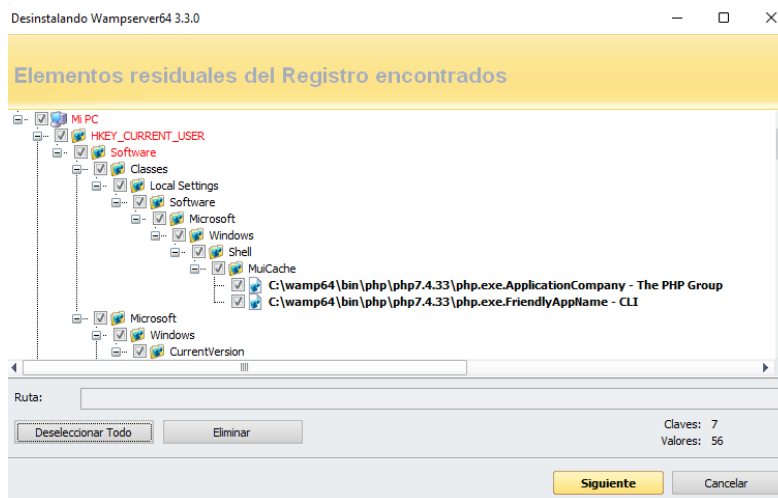 Desinstalando Wampserver64 3.3.0
Elementos residuales del Registro encontrados
Mi PC
HKEY_CURRENT_USER
Software
Classes
Local Settings
Software
Microsoft
Windows
Shell
MuiCache
C:\wamp64\bin\php\php7.4.33\php.exe.ApplicationCompany - The PHP Group
C:\wamp64\bin\php\php7.4.33\php.exe.FriendlyAppName - CLI
Microsoft
Windows
CurrentVersion
Ruta:
Deseleccionar Todo Eliminar Claves: 7
Valores: 56
Siguiente Cancelar